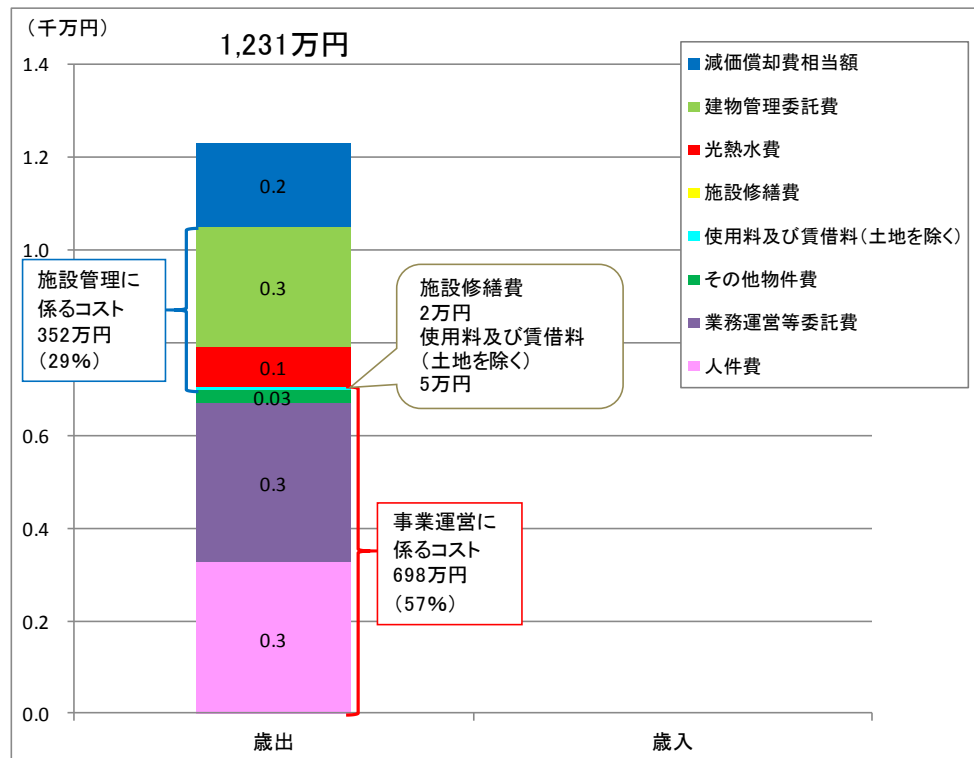 （千万円）
1,231万円
1.4
1.2
1.0
0.6
0.4
0.2
0.0
0.2
0.3
0.1
0.03
0.3
0.3
施設管理に
係るコスト
352万円
（29%）
施設修繕費
2万円
使用料及び賃借料
（土地を除く）
5万円
事業運営に
係るコスト
698万円
（57%）
減価償却費相当額
建物管理委託費
光熱水費
施設修繕費
使用料及び賃借料（土地を除く）
その他物件費
業務運営等委託費
人件費
歳出
歳入